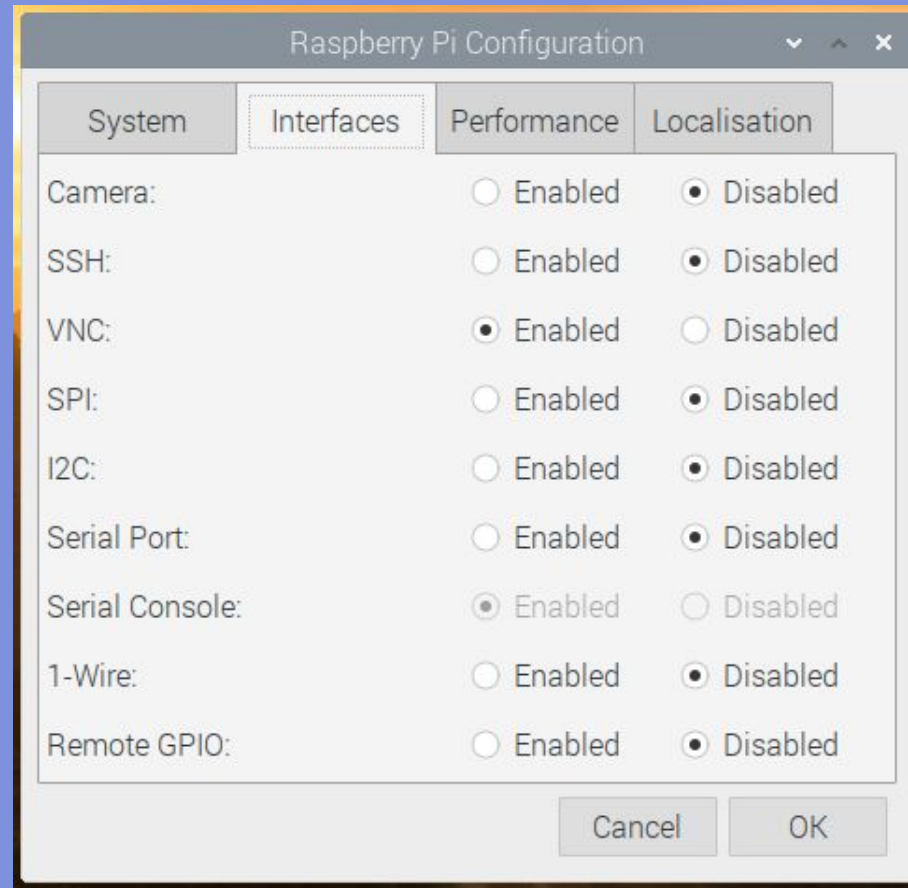 Raspberry Pi Configuration
System Interfaces Performance Localisation
Camera: Enabled Disabled
SSH: Enabled Disabled
VNC: Enabled Disabled
SPI: Enabled Disabled
I2C: Enabled Disabled
Serial Port: Enabled Disabled
Serial Console: Enabled Disabled
1-Wire: Enabled Disabled
Remote GPIO: Enabled Disabled
Cancel OK